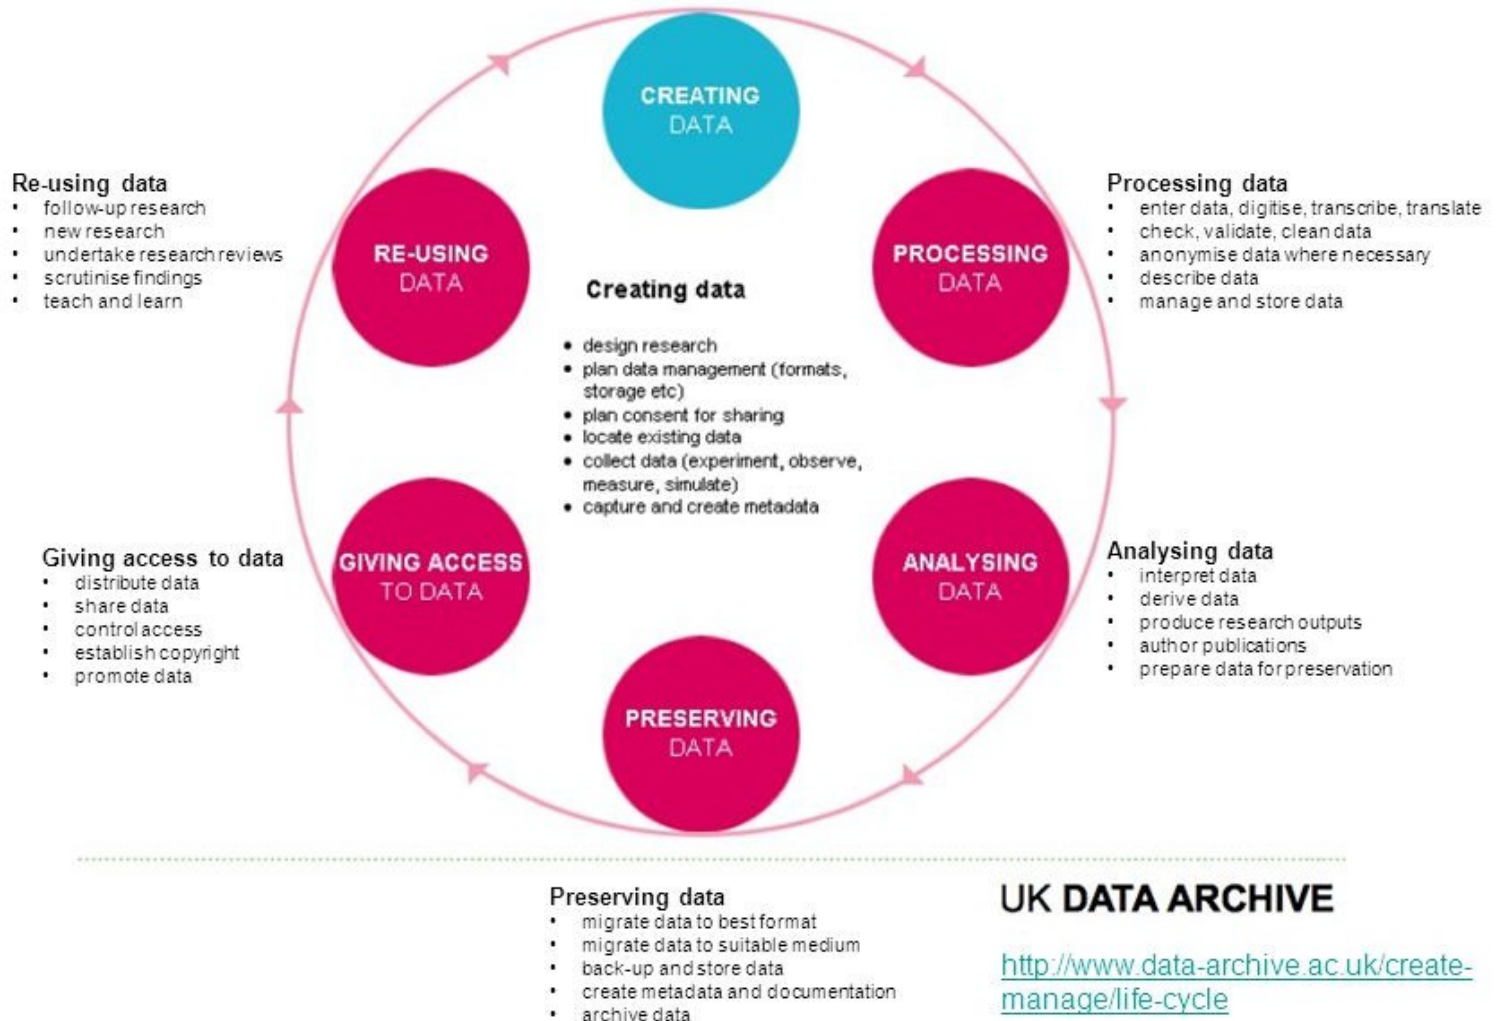 CREATING
DATA
RE-USING
DATA
PROCESSING
DATA
Re-using data
• follow-up research
• new research
• undertake research reviews
• scrutinise findings
• teach and learn
Processing data
• enter data, digitise, transcribe, translate
• check, validate, clean data
• anonymise data where necessary
• describe data
• manage and store data
Creating data
• design research
• plan data management (formats,
storage etc)
• plan consent for sharing
• locate existing data
• collect data (experiment, observe,
measure, simulate)
• capture and create metadata
GIVING ACCESS
TO DATA
ANALYSING
DATA
Giving access to data
• distribute data
• share data
• control access
• establish copyright
• promote data
Analysing data
• interpret data
• derive data
• produce research outputs
• author publications
• prepare data for preservation
PRESERVING
DATA
Preserving data
• migrate data to best format
• migrate data to suitable medium
• back-up and store data
• create metadata and documentation
• archive data
UK DATA ARCHIVE
http://www.data-archive.ac.uk/create-
manage/life-cycle